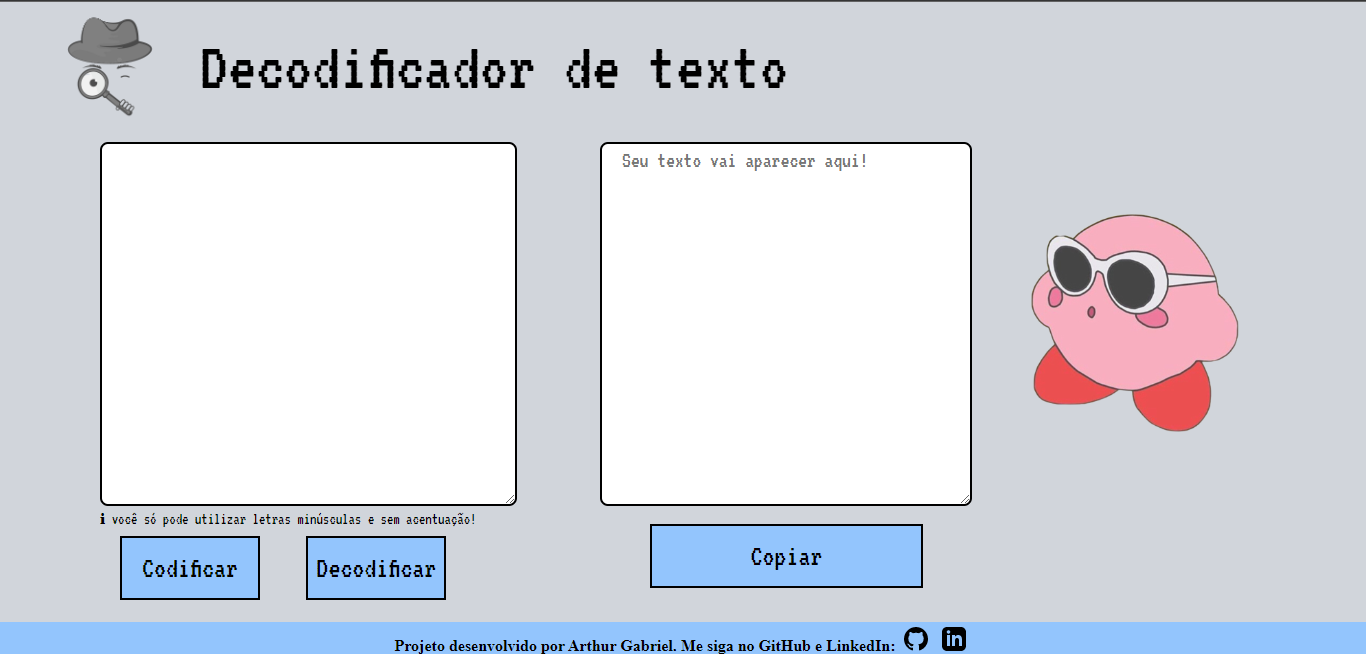 Decodificador de texto
Seu texto vai aparecer aqui!
i você só pode utilizar letras minúsculas e sem acentuação!
Codificar
Decodificar
Copiar
Projeto desenvolvido por Arthur Gabriel. Me siga no GitHub e LinkedIn:
in